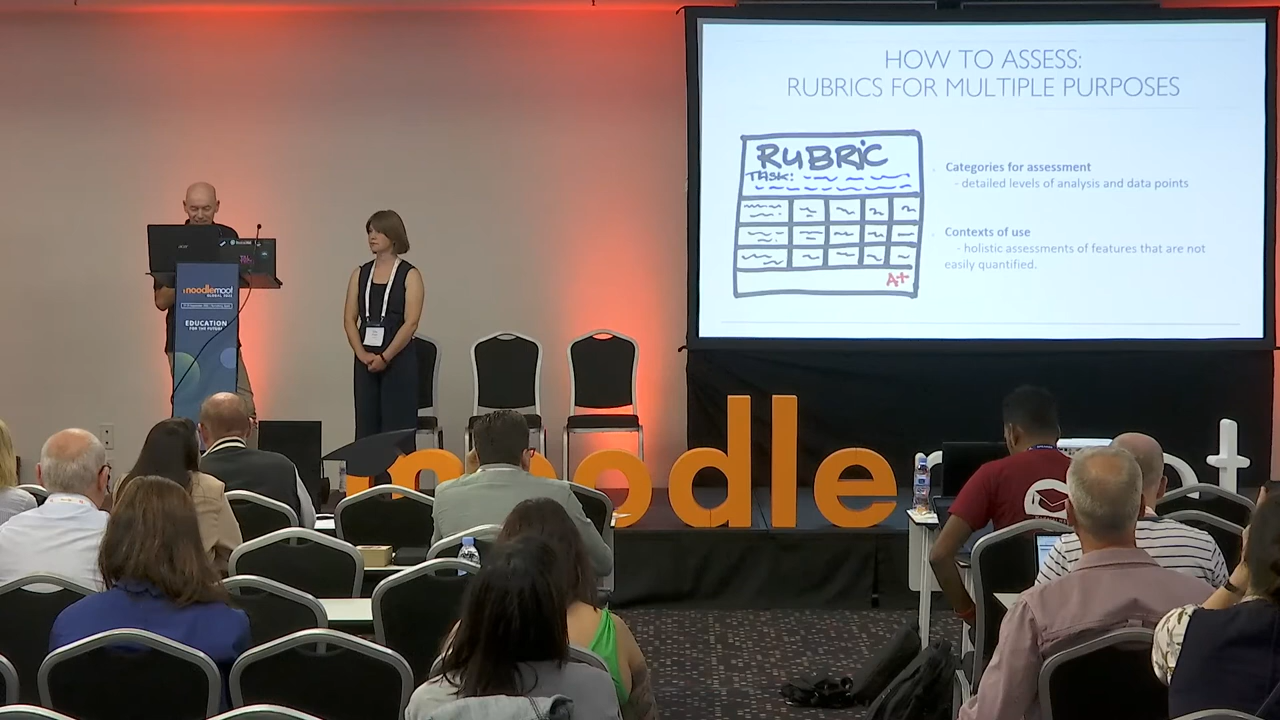 HOW TO ASSESS:
RUBRICS FOR MULTIPLE PURPOSES
RUBRIC
TASK:
A+
Categories for assessment
- detailed levels of analysis and data points
Contexts of use
- holistic assessments of features that are not
easily quantified.
acer
moodlemoot
EDUCATION
FOR THE FUTURE
moodle
t